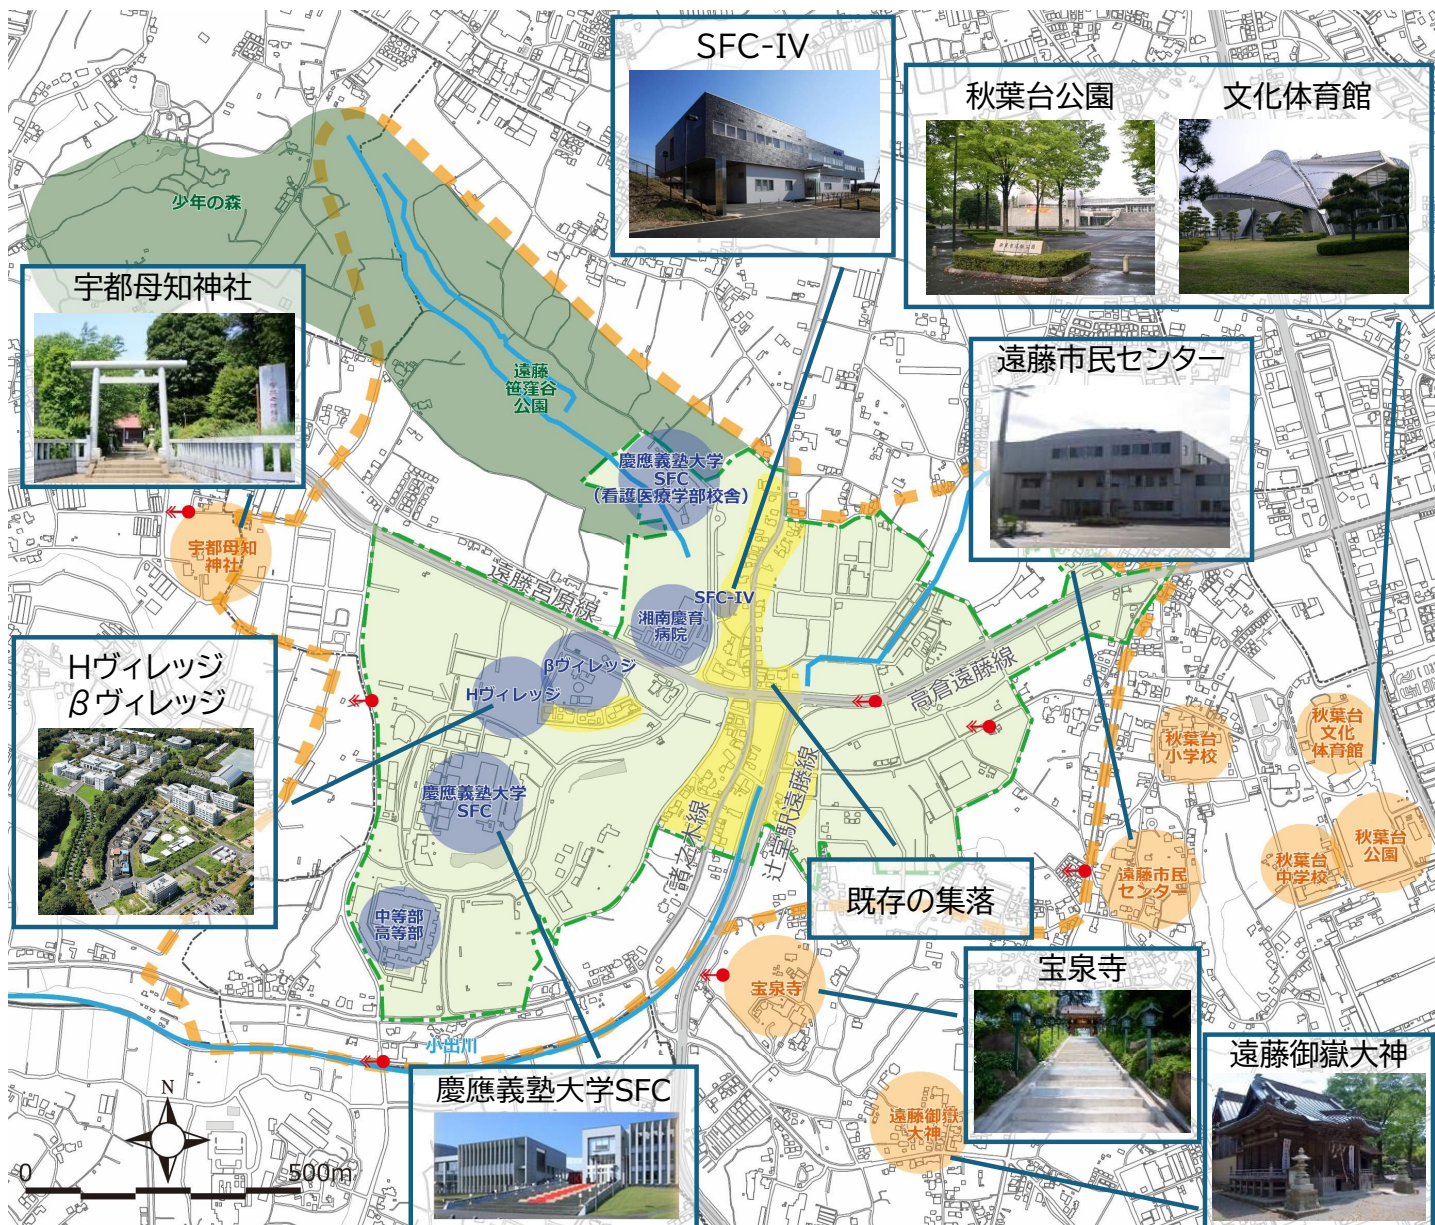 SFC-IV
秋葉台公園
文化体育館
少年の森
宇都母知神社
遠藤
笹窪谷
公園
遠藤市民センター
慶應義塾大学
SFC
(看護医療学部校舎)
宇都母知
神社
遠藤宮原線
SFC-IV
湘南慶育
病院
βヴィレッジ
Hヴィレッジ
高倉遠藤線
Hヴィレッジ
βヴィレッジ
秋葉台
小学校
秋葉台
文化
体育館
慶應義塾大学
SFC
辻堂駅遠藤線
秋葉台
公園
秋葉台
中学校
遠藤市民
センター
中等部
高等部
既存の集落
宝泉寺
宝泉寺
小出川
慶應義塾大学SFC
遠藤御嶽大神
遠藤御嶽
大神
N
0
500m